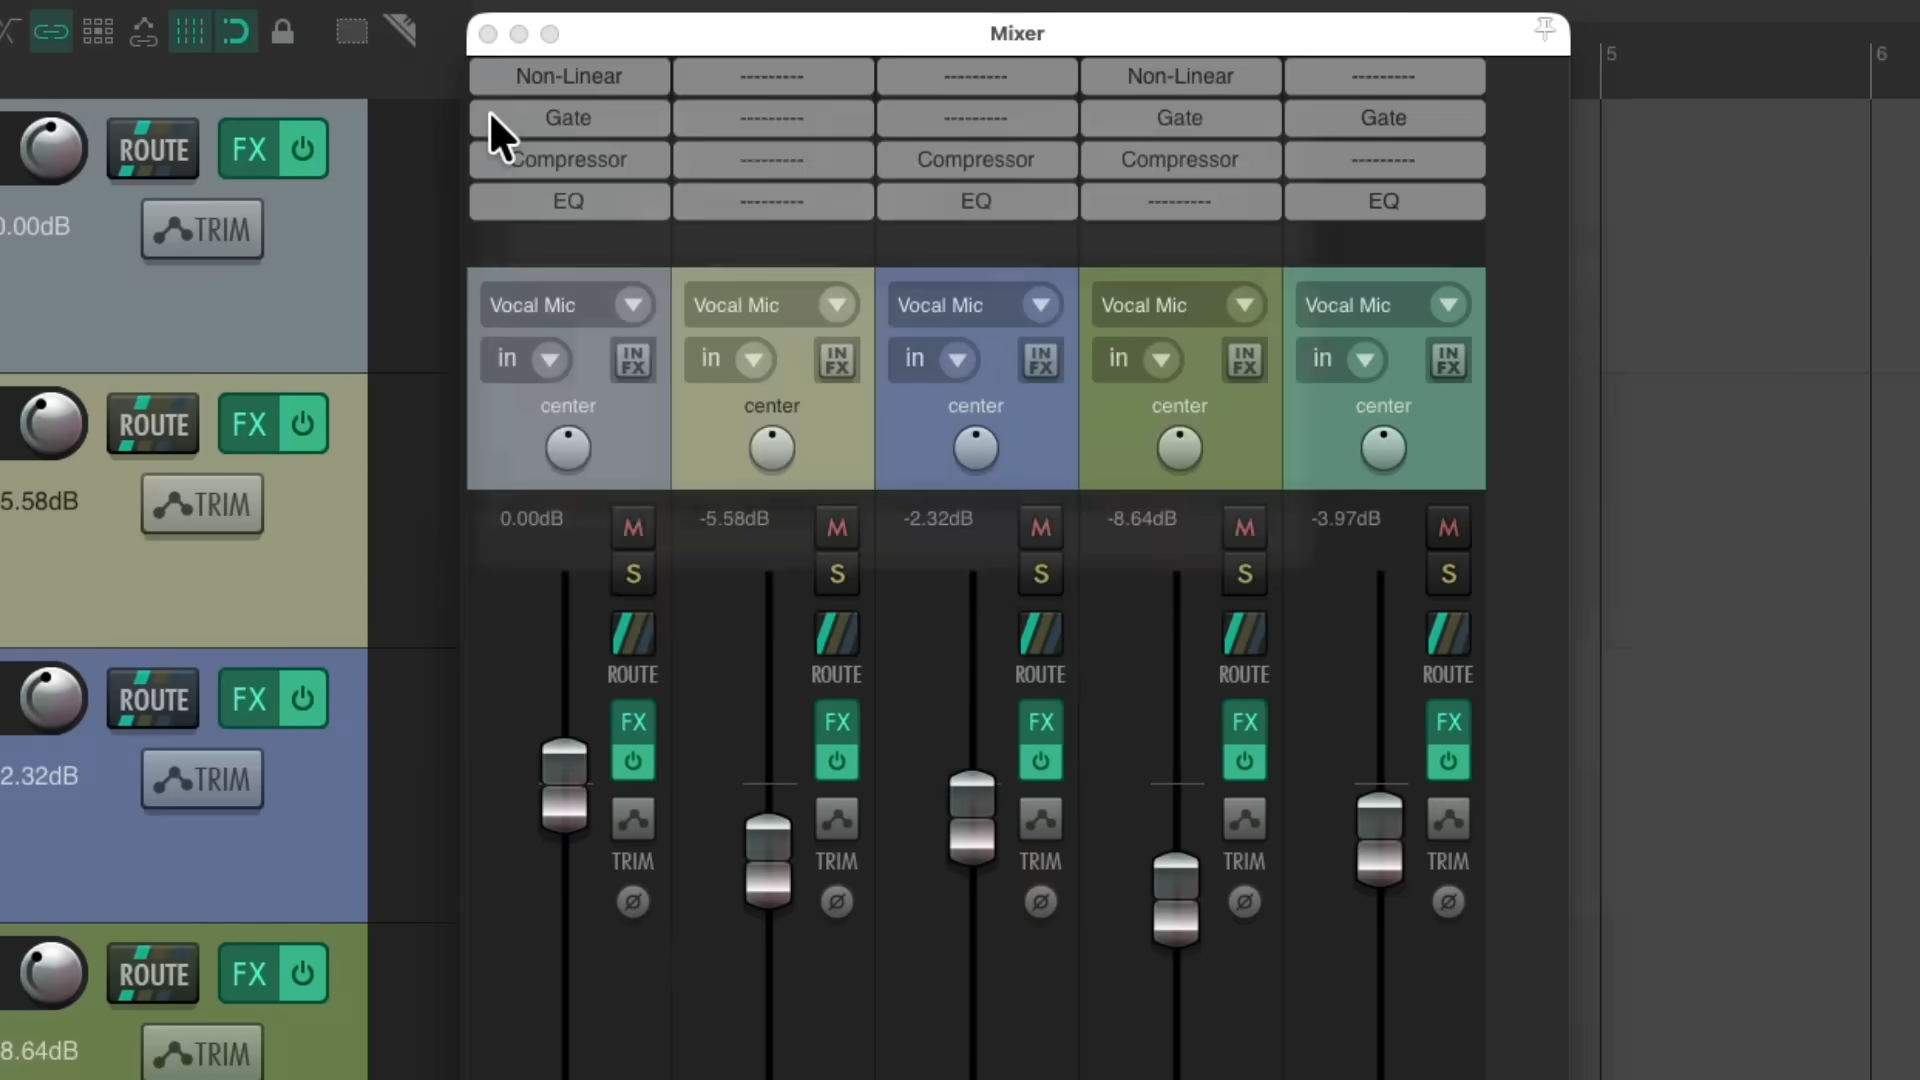 Mixer
5
6
Non-Linear --------- --------- Non-Linear ---------
Gate --------- --------- Gate Gate
Compressor --------- Compressor Compressor ---------
EQ --------- EQ --------- EQ
ROUTE FX
0.00dB TRIM
ROUTE FX
5.58dB TRIM
ROUTE FX
2.32dB TRIM
ROUTE FX
8.64dB TRIM
Vocal Mic Vocal Mic Vocal Mic Vocal Mic Vocal Mic
in IN FX in IN FX in IN FX in IN FX in IN FX
center center center center center
0.00dB M -5.58dB M -2.32dB M -8.64dB M -3.97dB M
S S S S S
ROUTE ROUTE ROUTE ROUTE ROUTE
FX FX FX FX FX
TRIM TRIM TRIM TRIM TRIM